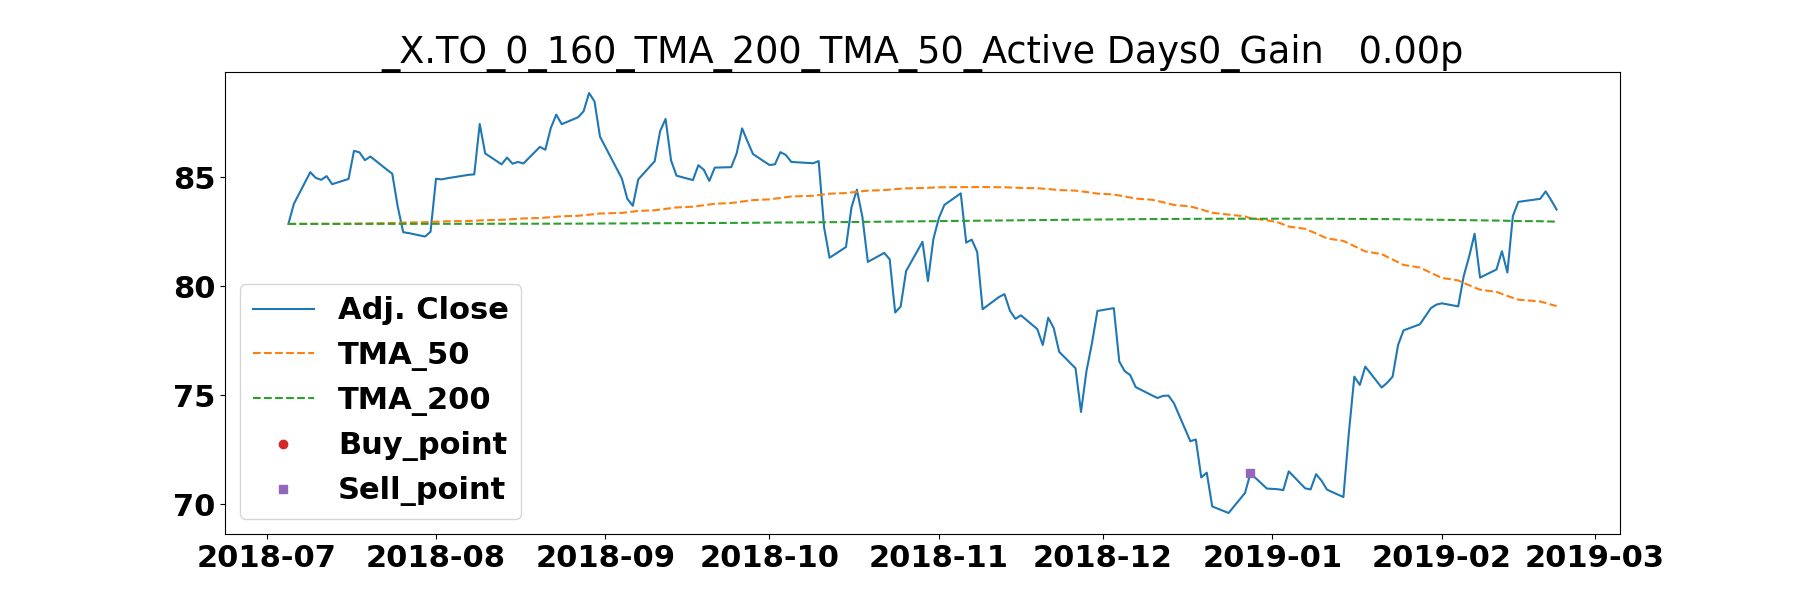 _X.TO_0_160_TMA_200_TMA_50_Active Days0_Gain   0.00p
85
80
75
70
Adj. Close
TMA_50
TMA_200
Buy_point
Sell_point
2018-07 2018-08 2018-09 2018-10 2018-11 2018-12 2019-01 2019-02 2019-03